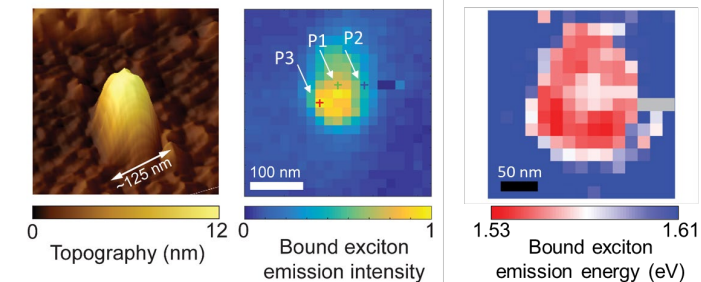 P1
P2
P3
~125 nm
100 nm
50 nm
0
12
Topography (nm)
0
1
Bound exciton
emission intensity
1.53
1.61
Bound exciton
emission energy (eV)